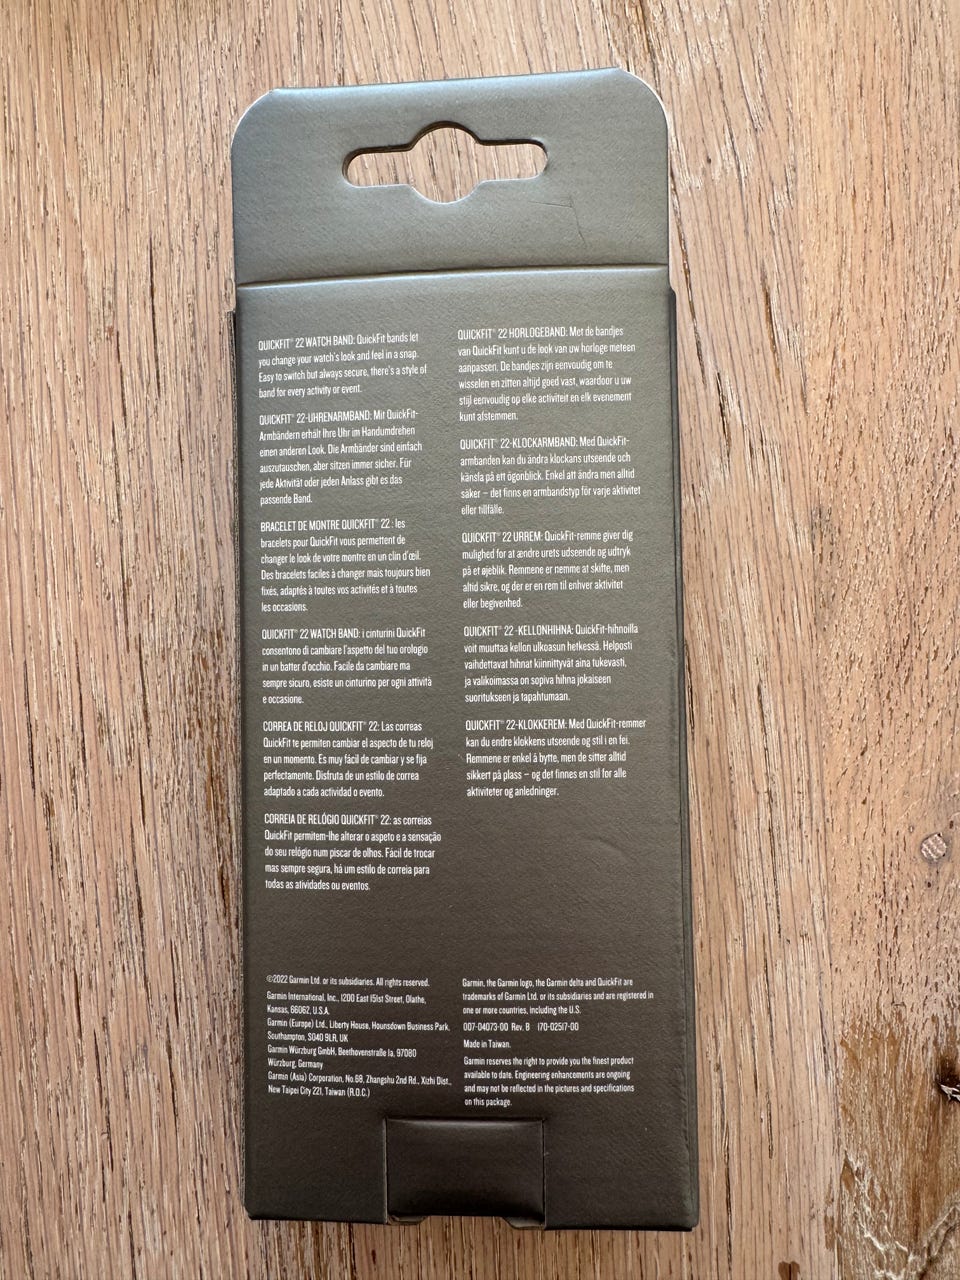 QUICKFIT® 22 WATCH BAND: QuickFit bands let
you change your watch's look and feel in a snap.
Easy to switch but always secure, there's a style of
band for every activity or event.
QUICKFIT® 22-UHRENARMBAND: Mit QuickFit-
Armbändern erhält Ihre Uhr im Handumdrehen
einen anderen Look. Die Armbänder sind einfach
auszutauschen, aber sitzen immer sicher. Für
jede Aktivität oder jeden Anlass gibt es das
passende Band.
BRACELET DE MONTRE QUICKFIT® 22 : les
bracelets pour QuickFit vous permettent de
changer le look de votre montre en un clin d'œil.
Des bracelets faciles à changer mais toujours bien
fixés, adaptés à toutes vos activités et à toutes
les occasions.
QUICKFIT® 22 WATCH BAND: i cinturini QuickFit
consentono di cambiare l'aspetto del tuo orologio
in un batter d'occhio. Facile da cambiare ma
sempre sicuro, esiste un cinturino per ogni attività
e occasione.
CORREA DE RELOJ QUICKFIT® 22: Las correas
QuickFit te permiten cambiar el aspecto de tu reloj
en un momento. Es muy fácil de cambiar y se fija
perfectamente. Disfruta de un estilo de correa
adaptado a cada actividad o evento.
CORREIA DE RELÓGIO QUICKFIT® 22: as correias
QuickFit permitem-lhe alterar o aspeto e a sensação
do seu relógio num piscar de olhos. Fácil de trocar
mas sempre segura, há um estilo de correia para
todas as atividades ou eventos.
QUICKFIT® 22 HORLOGEBAND: Met de bandjes
van QuickFit kunt u de look van uw horloge meteen
aanpassen. De bandjes zijn eenvoudig om te
wisselen en zitten altijd goed vast, waardoor u uw
stijl eenvoudig op elke activiteit en elk evenement
kunt afstemmen.
QUICKFIT® 22-KLOCKARMBAND: Med QuickFit-
armbanden kan du ändra klockans utseende och
känsla på ett ögonblick. Enkel att ändra men alltid
säker – det finns en armbandstyp för varje aktivitet
eller tillfälle.
QUICKFIT® 22 URREM: QuickFit-remme giver dig
mulighed for at ændre urets udseende og udtryk
på et øjeblik. Remmene er nemme at skifte, men
altid sikre, og der er en rem til enhver aktivitet
eller begivenhed.
QUICKFIT® 22 -KELLONHIHNA: QuickFit-hihnoilla
voit muuttaa kellon ulkoasun hetkessä. Helposti
vaihdettavat hihnat kiinnittyvät aina tukevasti,
ja valikoimassa on sopiva hihna jokaiseen
suoritukseen ja tapahtumaan.
QUICKFIT® 22-KLOKKEREM: Med QuickFit-remmer
kan du endre klokkens utseende og stil i en fei.
Remmene er enkel å bytte, men de sitter alltid
sikkert på plass – og det finnes en stil for alle
aktiviteter og anledninger.
©2022 Garmin Ltd. or its subsidiaries. All rights reserved.
Garmin International, Inc., 1200 East 151st Street, Olathe,
Kansas, 66062, U.S.A.
Garmin (Europe) Ltd., Liberty House, Hounsdown Business Park,
Southampton, SO40 9LR, UK
Garmin Würzburg GmbH, Beethovenstraße 1a, 97080
Würzburg, Germany
Garmin (Asia) Corporation, No.68, Zhangshu 2nd Rd., Xizhi Dist.,
New Taipei City 221, Taiwan (R.O.C.)
Garmin, the Garmin logo, the Garmin delta and QuickFit are
trademarks of Garmin Ltd. or its subsidiaries and are registered in
one or more countries, including the U.S.
007-04073-00 Rev. B 170-02517-00
Made in Taiwan.
Garmin reserves the right to provide you the finest product
available to date. Engineering enhancements are ongoing
and may not be reflected in the pictures and specifications
on this package.